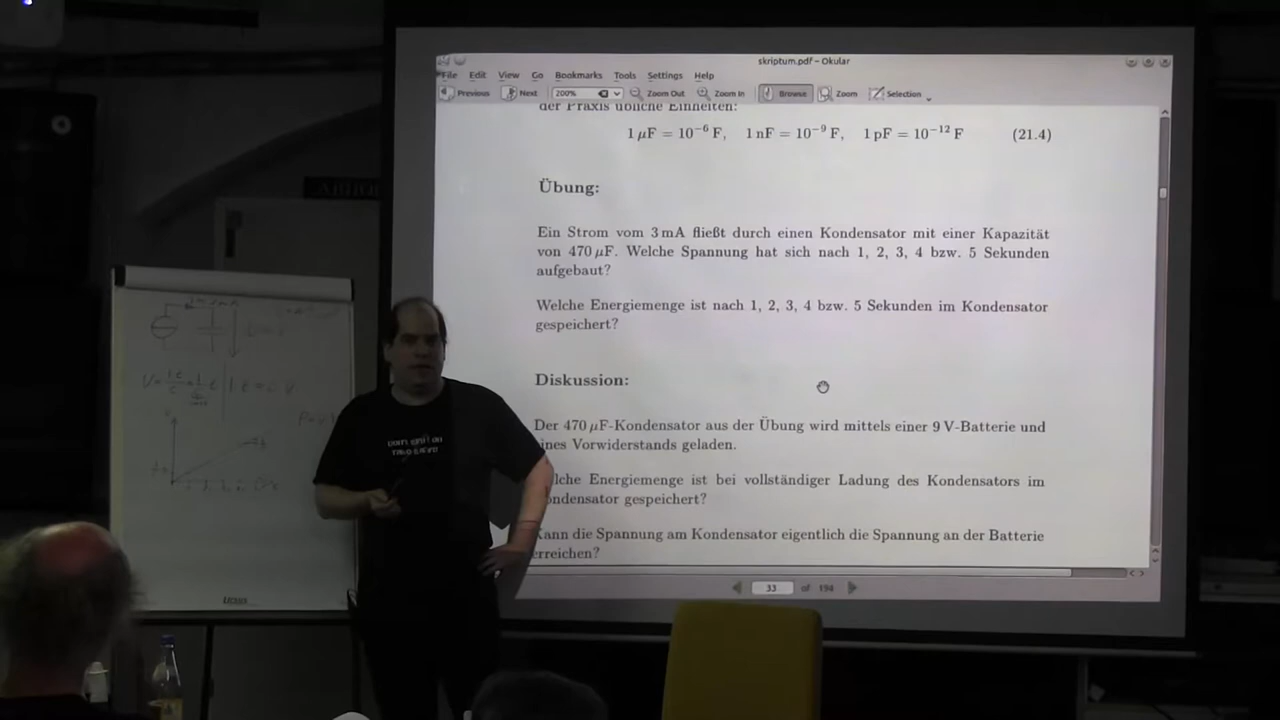 skriptum.pdf – Okular
File Edit View Go Bookmarks Tools Settings Help
Previous Next 200% Zoom Out Zoom In Browse Zoom Selection
der Praxis übliche Einheiten:
1 μF = 10⁻⁶ F, 1 nF = 10⁻⁹ F, 1 pF = 10⁻¹² F (21.4)
Übung:
Ein Strom vom 3 mA fließt durch einen Kondensator mit einer Kapazität
von 470 μF. Welche Spannung hat sich nach 1, 2, 3, 4 bzw. 5 Sekunden
aufgebaut?
Welche Energiemenge ist nach 1, 2, 3, 4 bzw. 5 Sekunden im Kondensator
gespeichert?
Diskussion:
Der 470 μF-Kondensator aus der Übung wird mittels einer 9 V-Batterie und
eines Vorwiderstands geladen.
lche Energiemenge ist bei vollständiger Ladung des Kondensators im
ondensator gespeichert?
Kann die Spannung am Kondensator eigentlich die Spannung an der Batterie
erreichen?
33 of 194